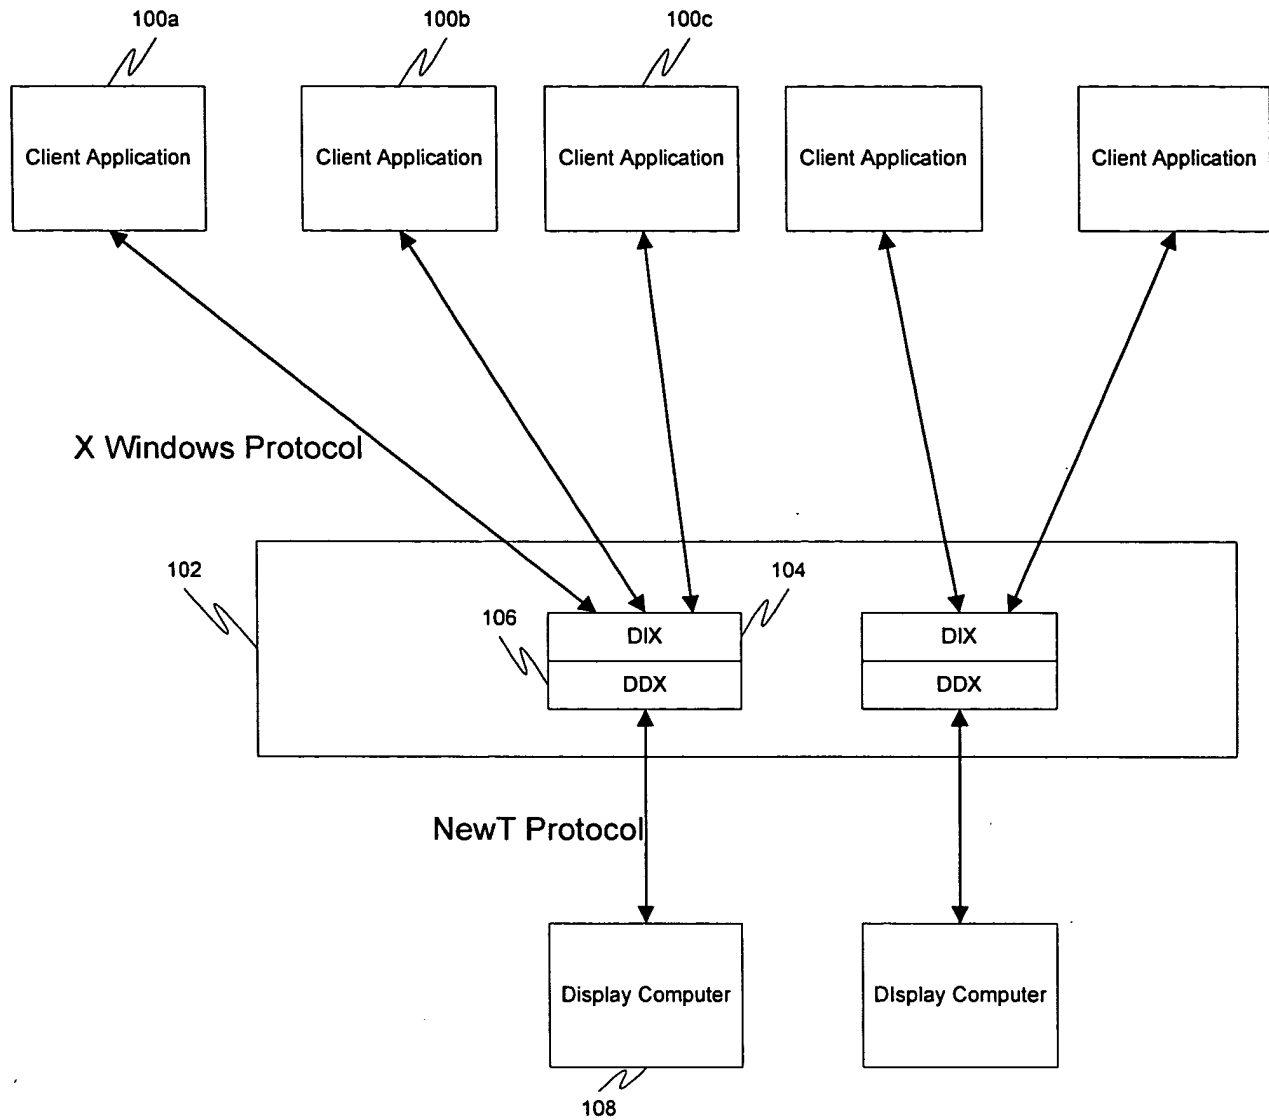 100a
100b
100c
Client Application
Client Application
Client Application
Client Application
Client Application
X Windows Protocol
102
104
106
DIX
DIX
DDX
DDX
NewT Protocol
Display Computer
DIsplay Computer
108